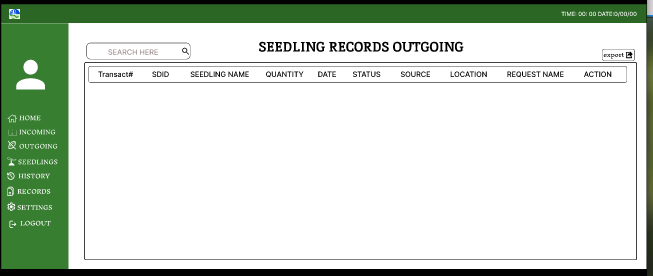 TIME: 00: 00 DATE:0/00/00
SEARCH HERE
SEEDLING RECORDS OUTGOING
export
Transact# SDID SEEDLING NAME QUANTITY DATE STATUS SOURCE LOCATION REQUEST NAME ACTION
HOME
INCOMING
OUTGOING
SEEDLINGS
HISTORY
RECORDS
SETTINGS
LOGOUT